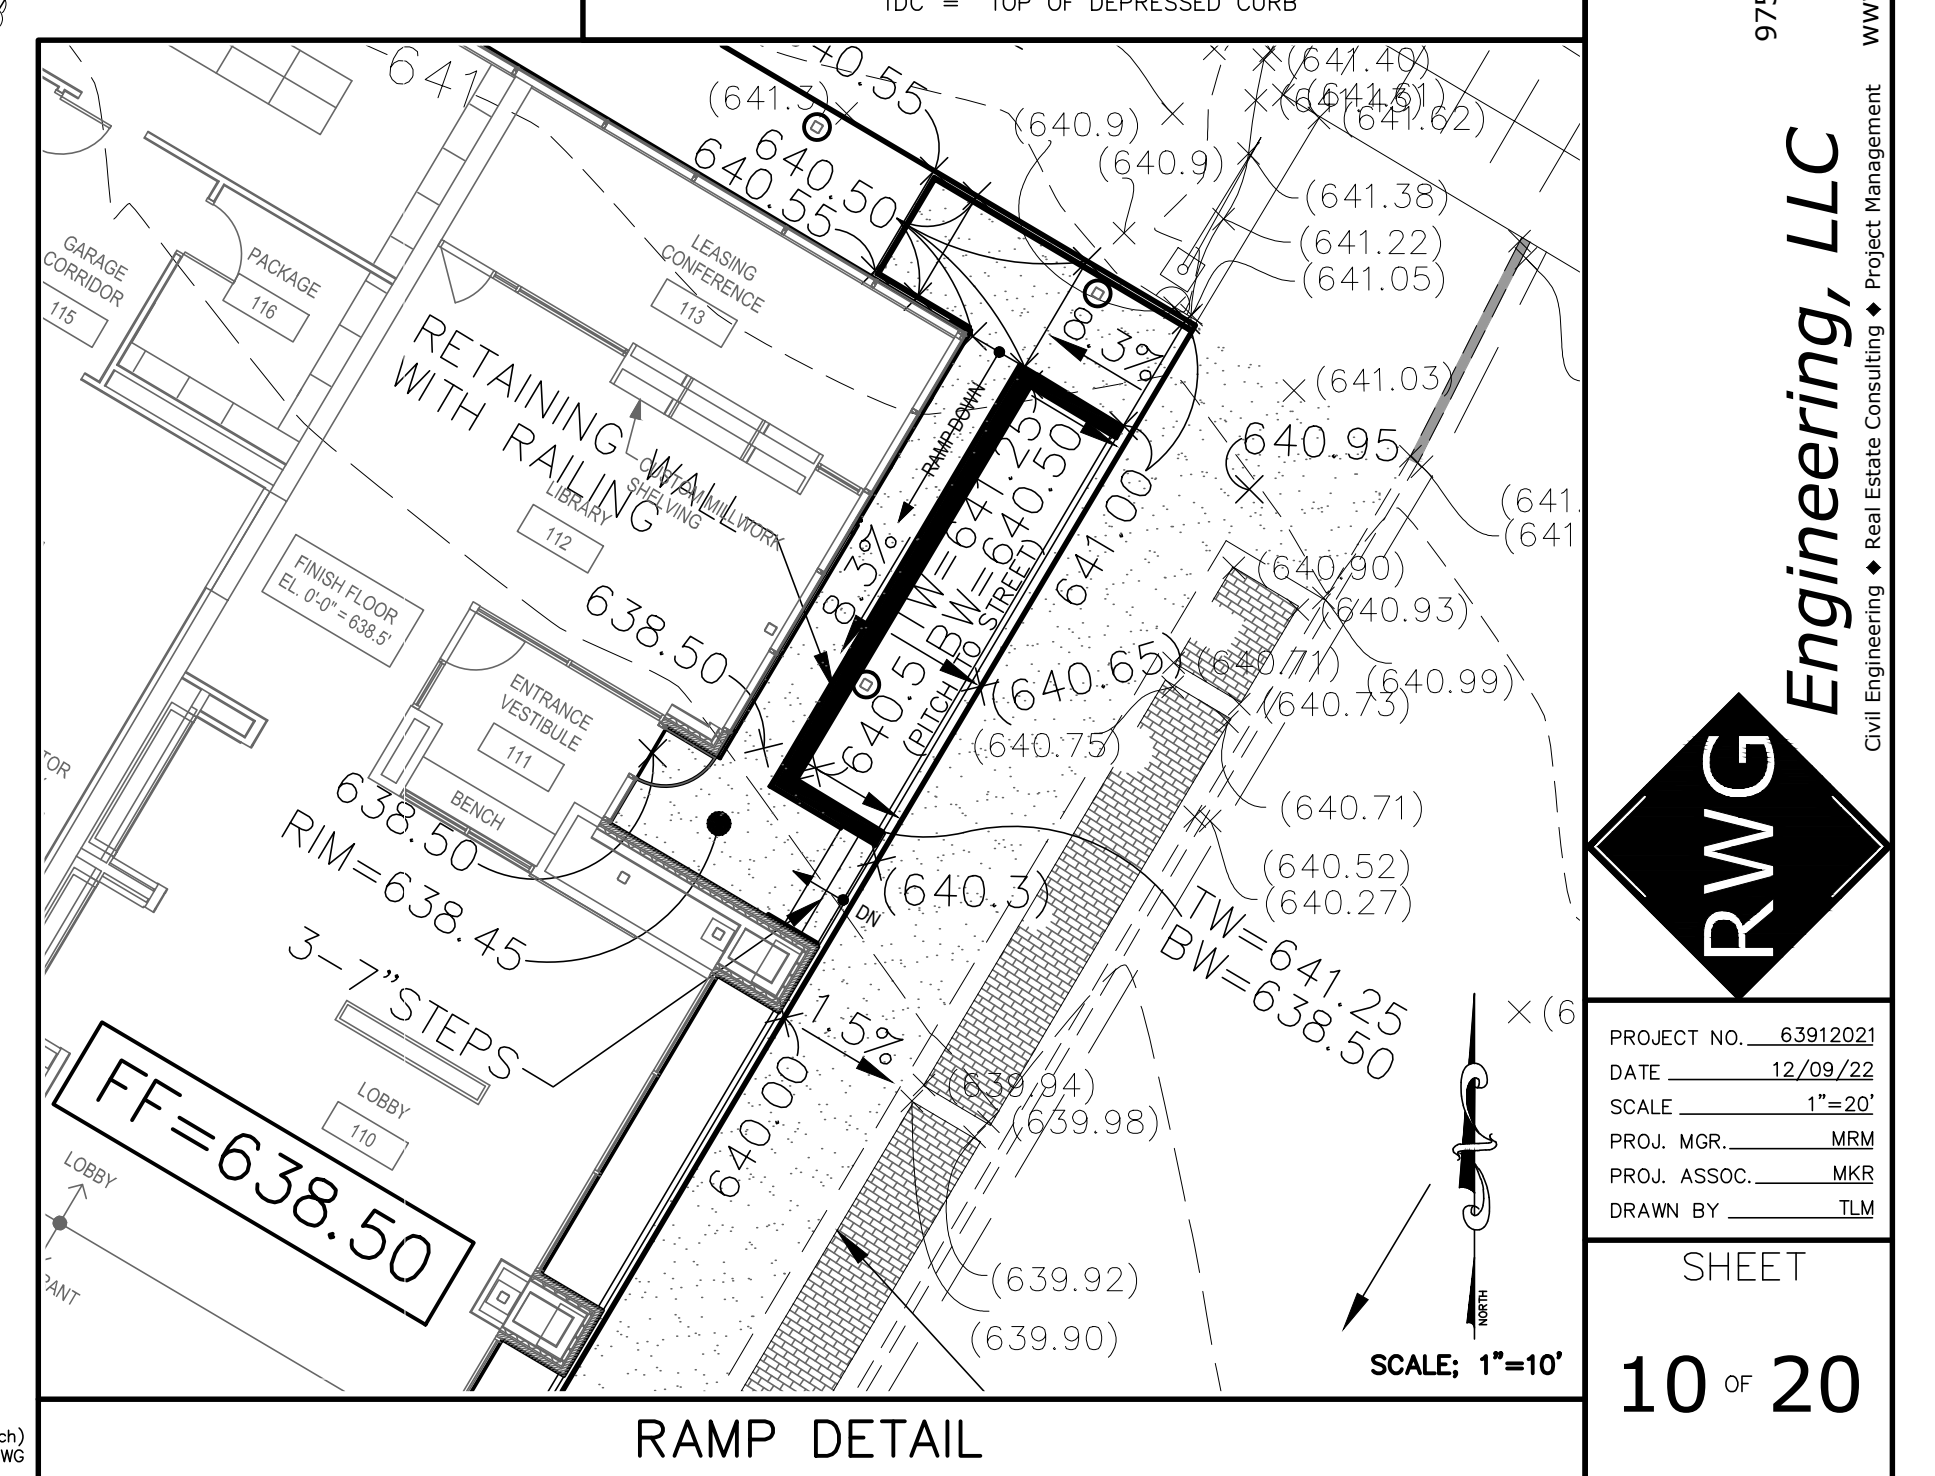 TDC = TOP OF DEPRESSED CURB
641
(641.3)
640.50
640.55
(640.9)
(640.9)
(641.40)
(641.62)
(641.38)
(641.22)
(641.05)
(641.03)
640.95
GARAGE
CORRIDOR
115
PACKAGE
116
LEASING
CONFERENCE
113
RETAINING WALL
WITH RAILING
CUSTOM MILLWORK
SHELVING
LIBRARY
112
FINISH FLOOR
EL. 0'-0" = 638.5'
RAMP DOWN
8.3%
8.3%
TW=641.25
BW=640.50
(PITCH TO STREET)
641.00
638.50
(640.65)
(640.75)
(640.90)
(640.93)
(640.71)
(640.99)
(640.73)
(640.71)
(640.52)
(640.27)
ENTRANCE
VESTIBULE
111
BENCH
638.50
RIM=638.45
3-7"STEPS
DN
(640.3)
TW=641.25
BW=638.50
1.5%
640.00
(639.94)
(639.98)
(639.92)
(639.90)
FF=638.50
LOBBY
110
LOBBY
NORTH
SCALE; 1"=10'
RAMP DETAIL
Engineering, LLC
Civil Engineering ◆ Real Estate Consulting ◆ Project Management
RWG
PROJECT NO. 63912021
DATE 12/09/22
SCALE 1"=20'
PROJ. MGR. MRM
PROJ. ASSOC. MKR
DRAWN BY TLM
SHEET
10 OF 20